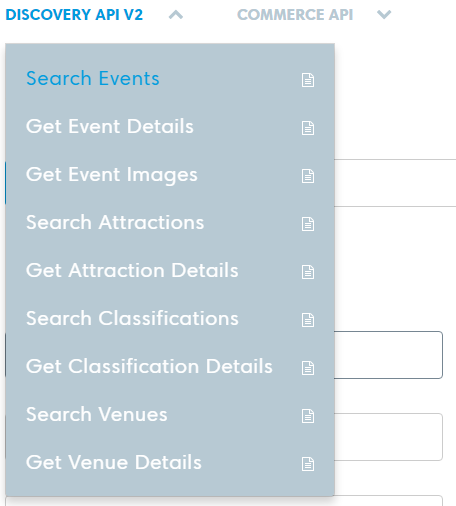 DISCOVERY API V2 COMMERCE API
Search Events
Get Event Details
Get Event Images
Search Attractions
Get Attraction Details
Search Classifications
Get Classification Details
Search Venues
Get Venue Details